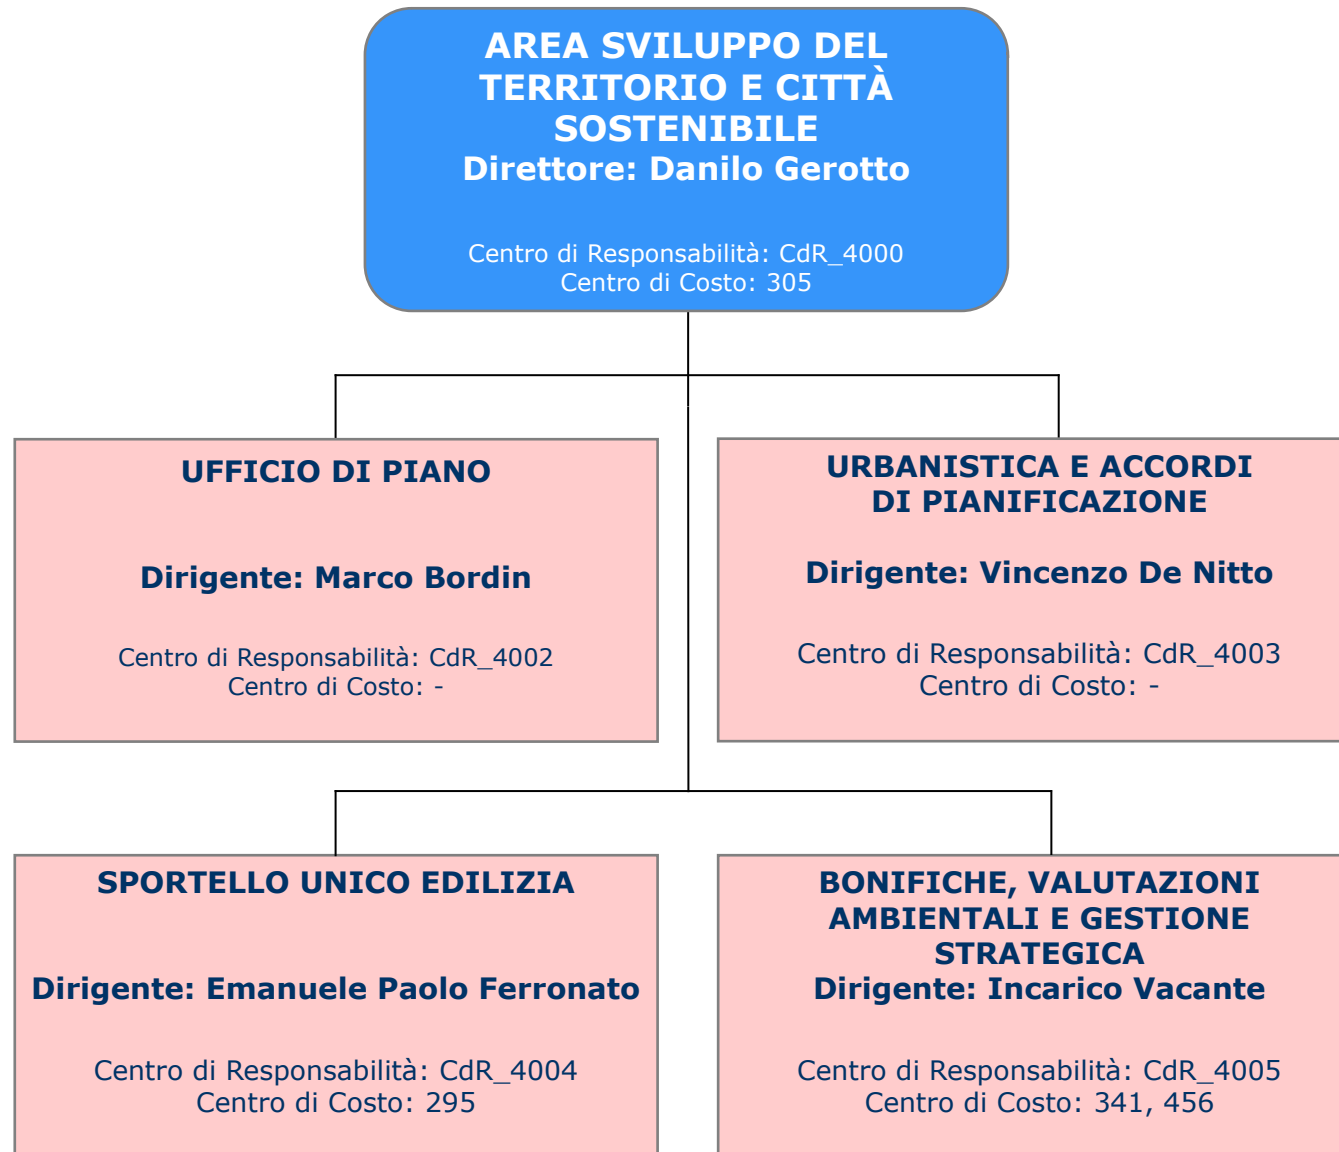 AREA SVILUPPO DEL
TERRITORIO E CITTÀ
SOSTENIBILE
Direttore: Danilo Gerotto
Centro di Responsabilità: CdR_4000
Centro di Costo: 305
UFFICIO DI PIANO
Dirigente: Marco Bordin
Centro di Responsabilità: CdR_4002
Centro di Costo: -
URBANISTICA E ACCORDI
DI PIANIFICAZIONE
Dirigente: Vincenzo De Nitto
Centro di Responsabilità: CdR_4003
Centro di Costo: -
SPORTELLO UNICO EDILIZIA
Dirigente: Emanuele Paolo Ferronato
Centro di Responsabilità: CdR_4004
Centro di Costo: 295
BONIFICHE, VALUTAZIONI
AMBIENTALI E GESTIONE
STRATEGICA
Dirigente: Incarico Vacante
Centro di Responsabilità: CdR_4005
Centro di Costo: 341, 456